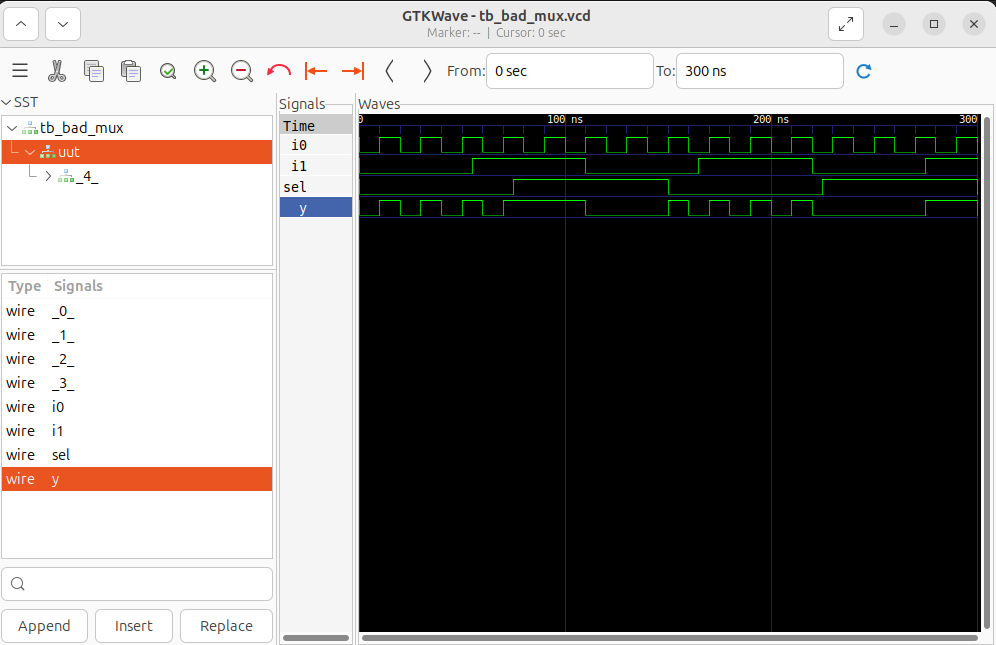 GTKWave - tb_bad_mux.vcd
Marker: -- | Cursor: 0 sec
From: 0 sec To: 300 ns
SST
tb_bad_mux
uut
_4_
Type Signals
wire _0_
wire _1_
wire _2_
wire _3_
wire i0
wire i1
wire sel
wire y
Append Insert Replace
Signals
Time
i0
i1
sel
y
Waves
0 100 ns 200 ns 300